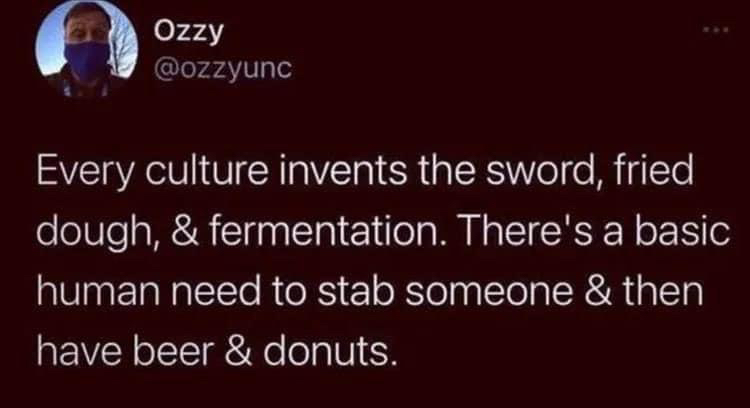 Ozzy
@ozzyunc
Every culture invents the sword, fried
dough, & fermentation. There's a basic
human need to stab someone & then
have beer & donuts.